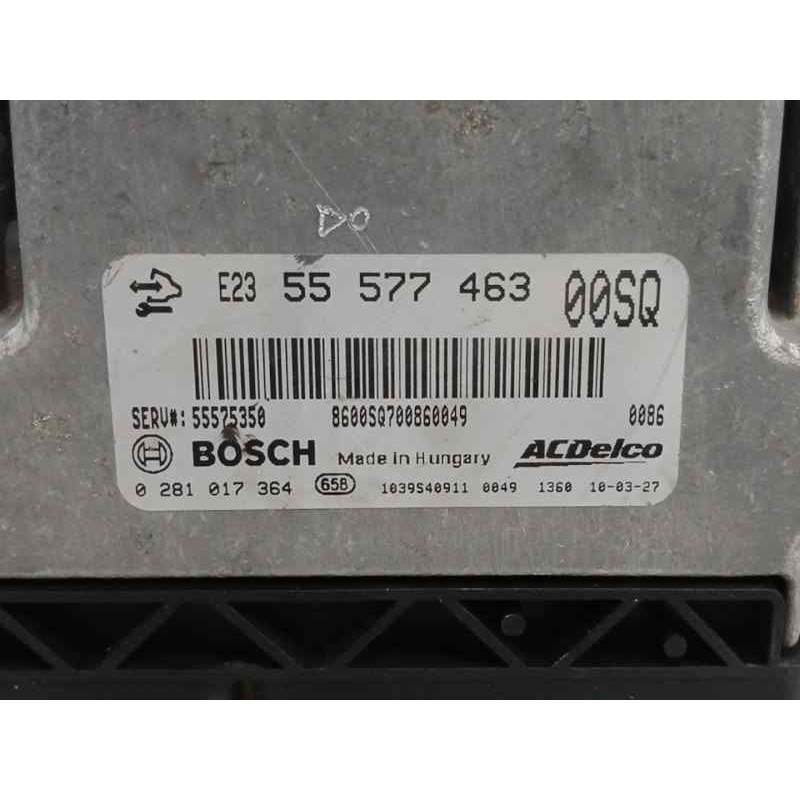 E23 55 577 463 00SQ
SERV#: 55575350 8600SQ700860049 0086
BOSCH Made in Hungary ACDelco
0 281 017 364 658 1039S40911 0049 1360 10-03-27